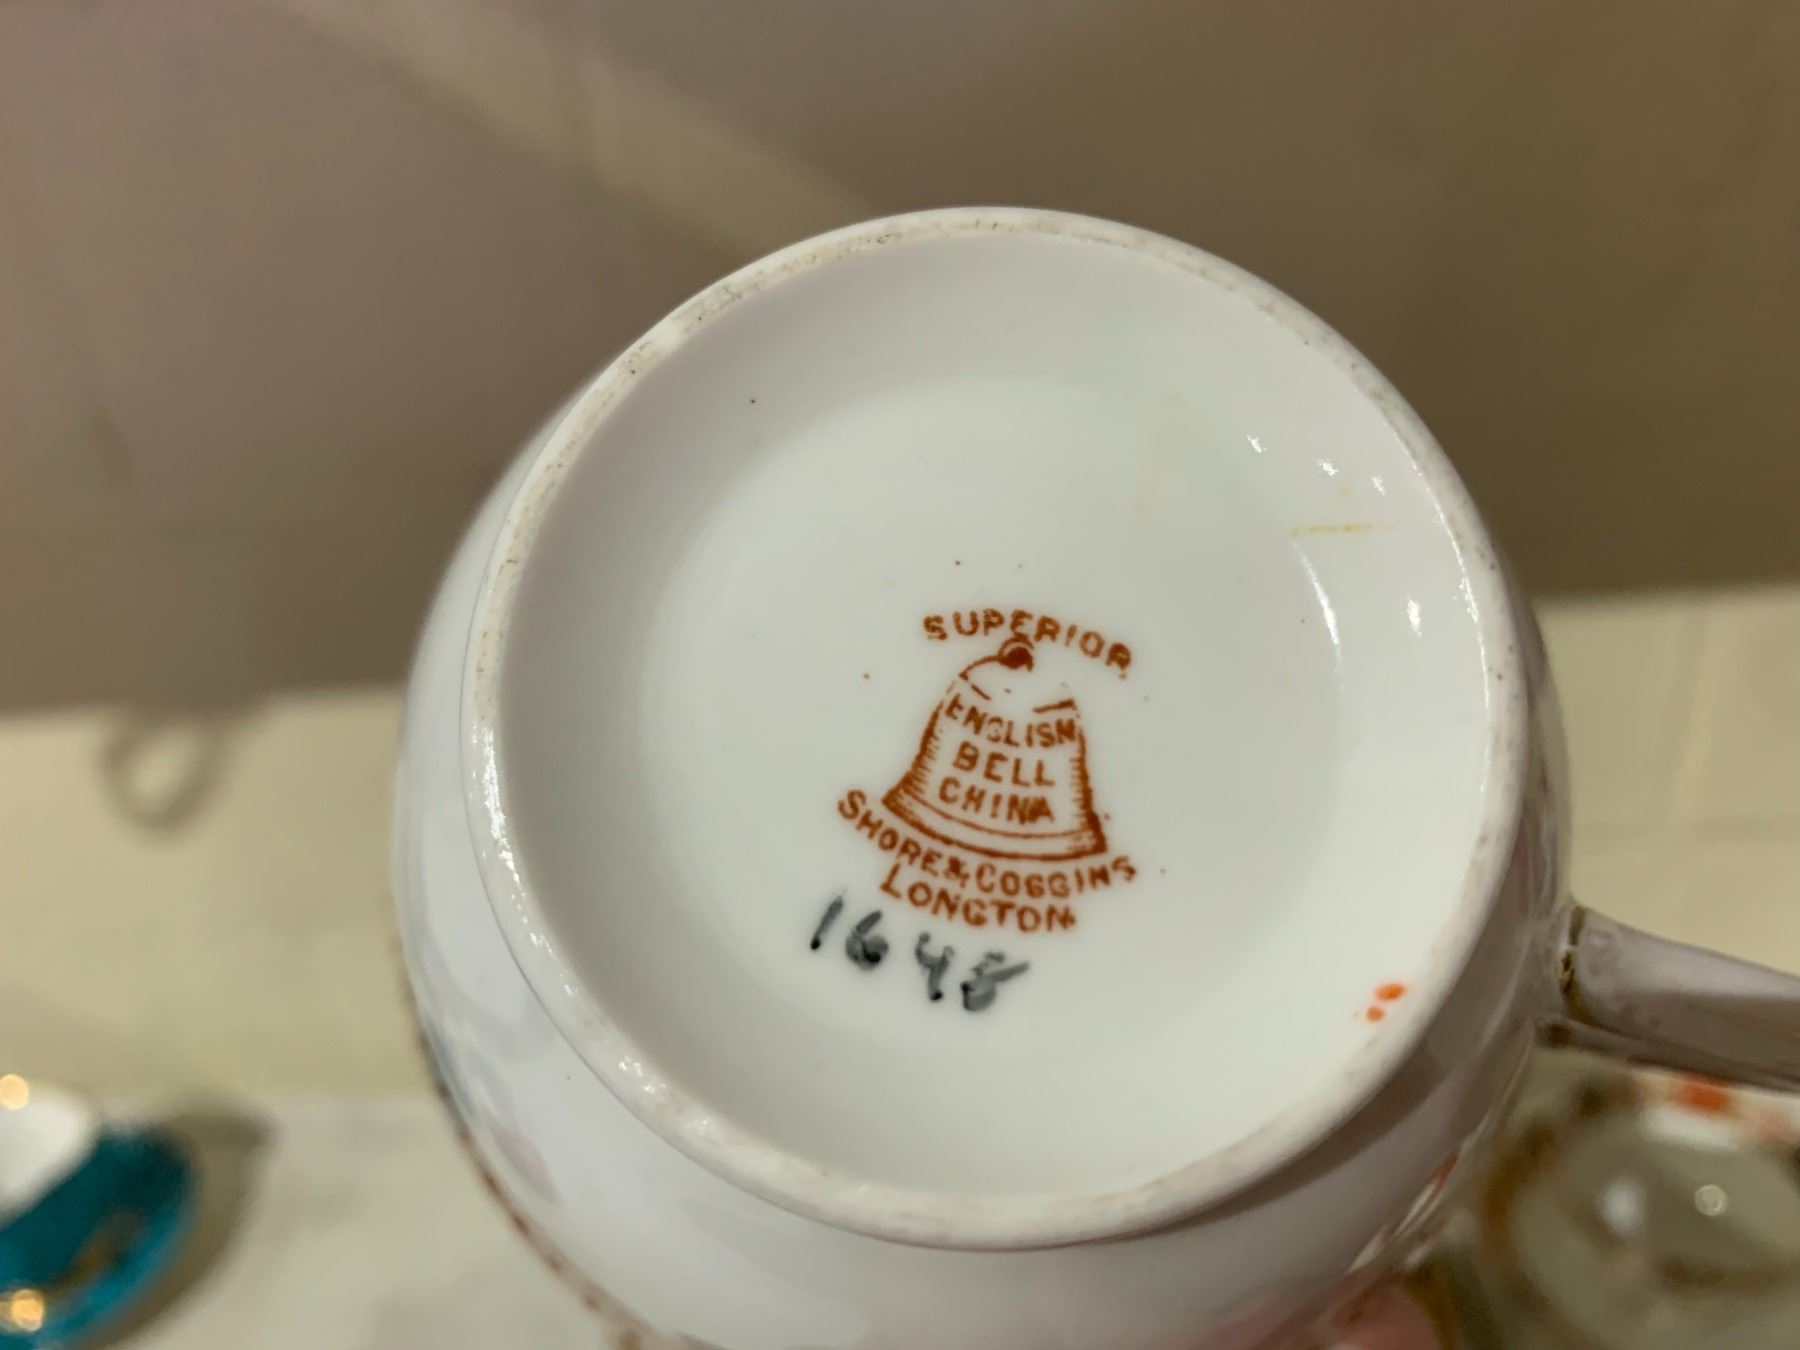 SUPERIOR
ENGLISH
BELL
CHINA
SHORE & COGGINS
LONGTON
1648